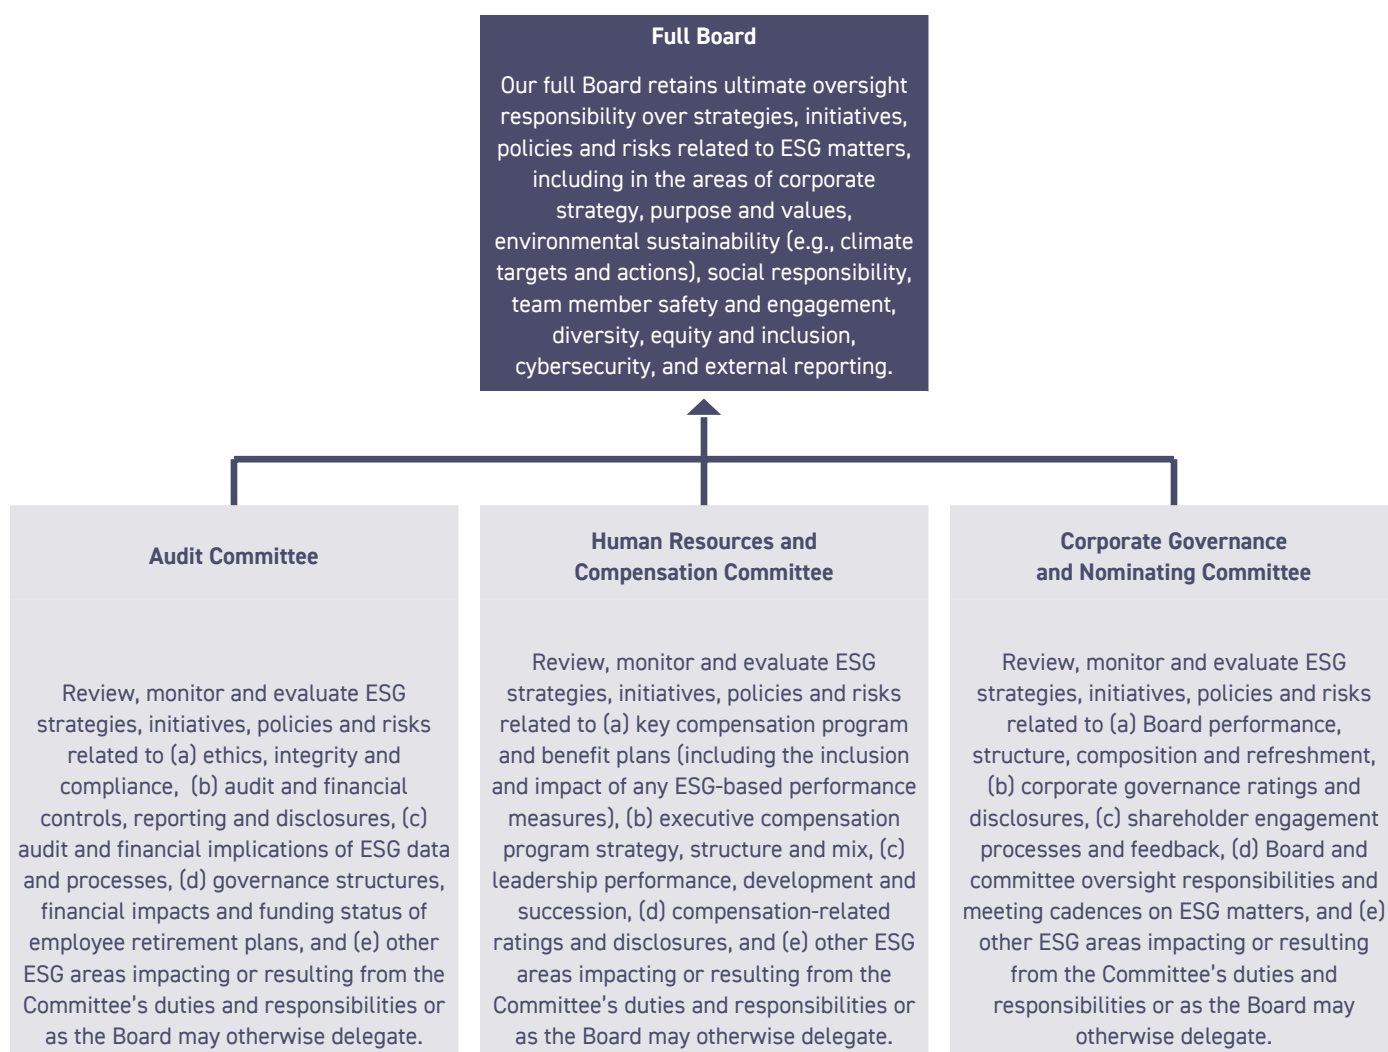 Full Board
Our full Board retains ultimate oversight
responsibility over strategies, initiatives,
policies and risks related to ESG matters,
including in the areas of corporate
strategy, purpose and values,
environmental sustainability (e.g., climate
targets and actions), social responsibility,
team member safety and engagement,
diversity, equity and inclusion,
cybersecurity, and external reporting.
Audit Committee
Review, monitor and evaluate ESG
strategies, initiatives, policies and risks
related to (a) ethics, integrity and
compliance,  (b) audit and financial
controls, reporting and disclosures, (c)
audit and financial implications of ESG data
and processes, (d) governance structures,
financial impacts and funding status of
employee retirement plans, and (e) other
ESG areas impacting or resulting from the
Committee’s duties and responsibilities or
as the Board may otherwise delegate.
Human Resources and
Compensation Committee
Review, monitor and evaluate ESG
strategies, initiatives, policies and risks
related to (a) key compensation program
and benefit plans (including the inclusion
and impact of any ESG-based performance
measures), (b) executive compensation
program strategy, structure and mix, (c)
leadership performance, development and
succession, (d) compensation-related
ratings and disclosures, and (e) other ESG
areas impacting or resulting from the
Committee’s duties and responsibilities or
as the Board may otherwise delegate.
Corporate Governance
and Nominating Committee
Review, monitor and evaluate ESG
strategies, initiatives, policies and risks
related to (a) Board performance,
structure, composition and refreshment,
(b) corporate governance ratings and
disclosures, (c) shareholder engagement
processes and feedback, (d) Board and
committee oversight responsibilities and
meeting cadences on ESG matters, and (e)
other ESG areas impacting or resulting
from the Committee’s duties and
responsibilities or as the Board may
otherwise delegate.